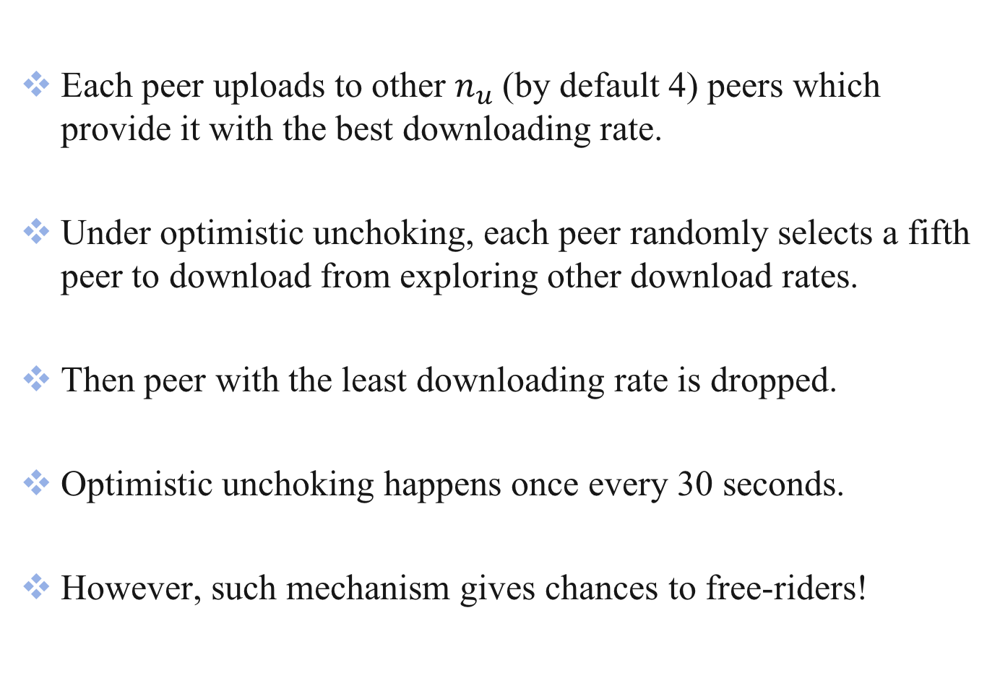 ❖ Each peer uploads to other $n_u$ (by default 4) peers which
provide it with the best downloading rate.
❖ Under optimistic unchoking, each peer randomly selects a fifth
peer to download from exploring other download rates.
❖ Then peer with the least downloading rate is dropped.
❖ Optimistic unchoking happens once every 30 seconds.
❖ However, such mechanism gives chances to free-riders!